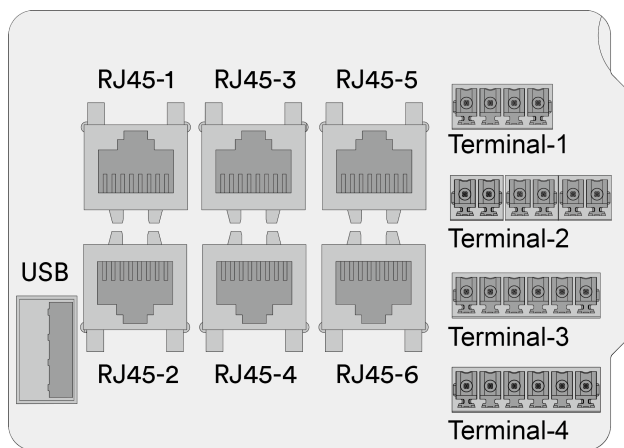 RJ45-1 RJ45-3 RJ45-5
Terminal-1
Terminal-2
USB
Terminal-3
RJ45-2 RJ45-4 RJ45-6
Terminal-4